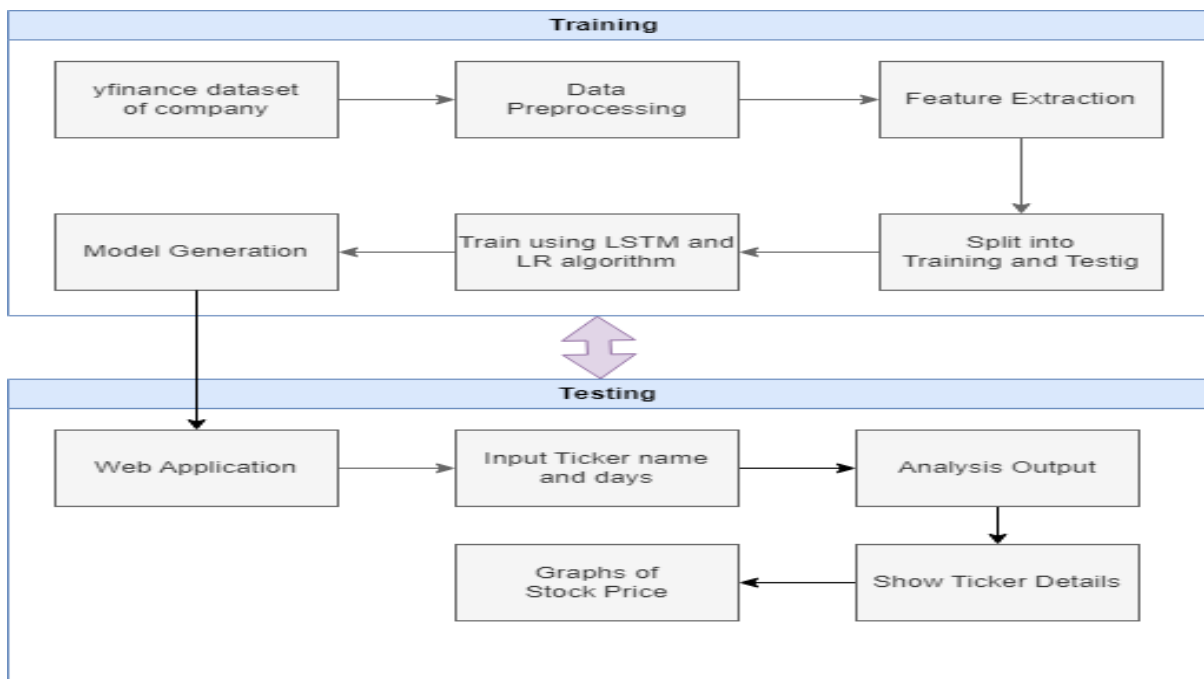 Training
yfinance dataset
of company
Data
Preprocessing
Feature Extraction
Split into
Training and Testig
Train using LSTM and
LR algorithm
Model Generation
Testing
Web Application
Input Ticker name
and days
Analysis Output
Show Ticker Details
Graphs of
Stock Price